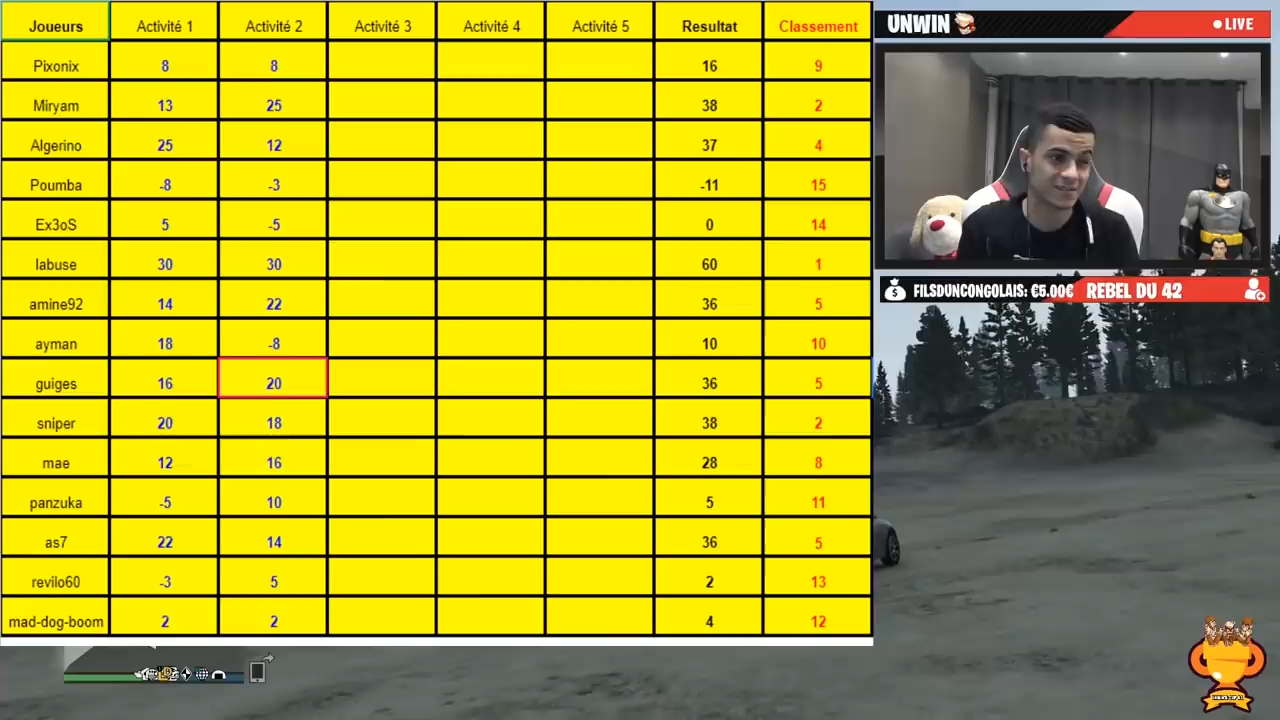 Joueurs Activité 1 Activité 2 Activité 3 Activité 4 Activité 5 Resultat Classement
Pixonix 8 8 16 9
Miryam 13 25 38 2
Algerino 25 12 37 4
Poumba -8 -3 -11 15
Ex3oS 5 -5 0 14
labuse 30 30 60 1
amine92 14 22 36 5
ayman 18 -8 10 10
guiges 16 20 36 5
sniper 20 18 38 2
mae 12 16 28 8
panzuka -5 10 5 11
as7 22 14 36 5
revilo60 -3 5 2 13
mad-dog-boom 2 2 4 12
UNWIN LIVE
FILSDUNCONGOLAIS: €5.00€ REBEL DU 42